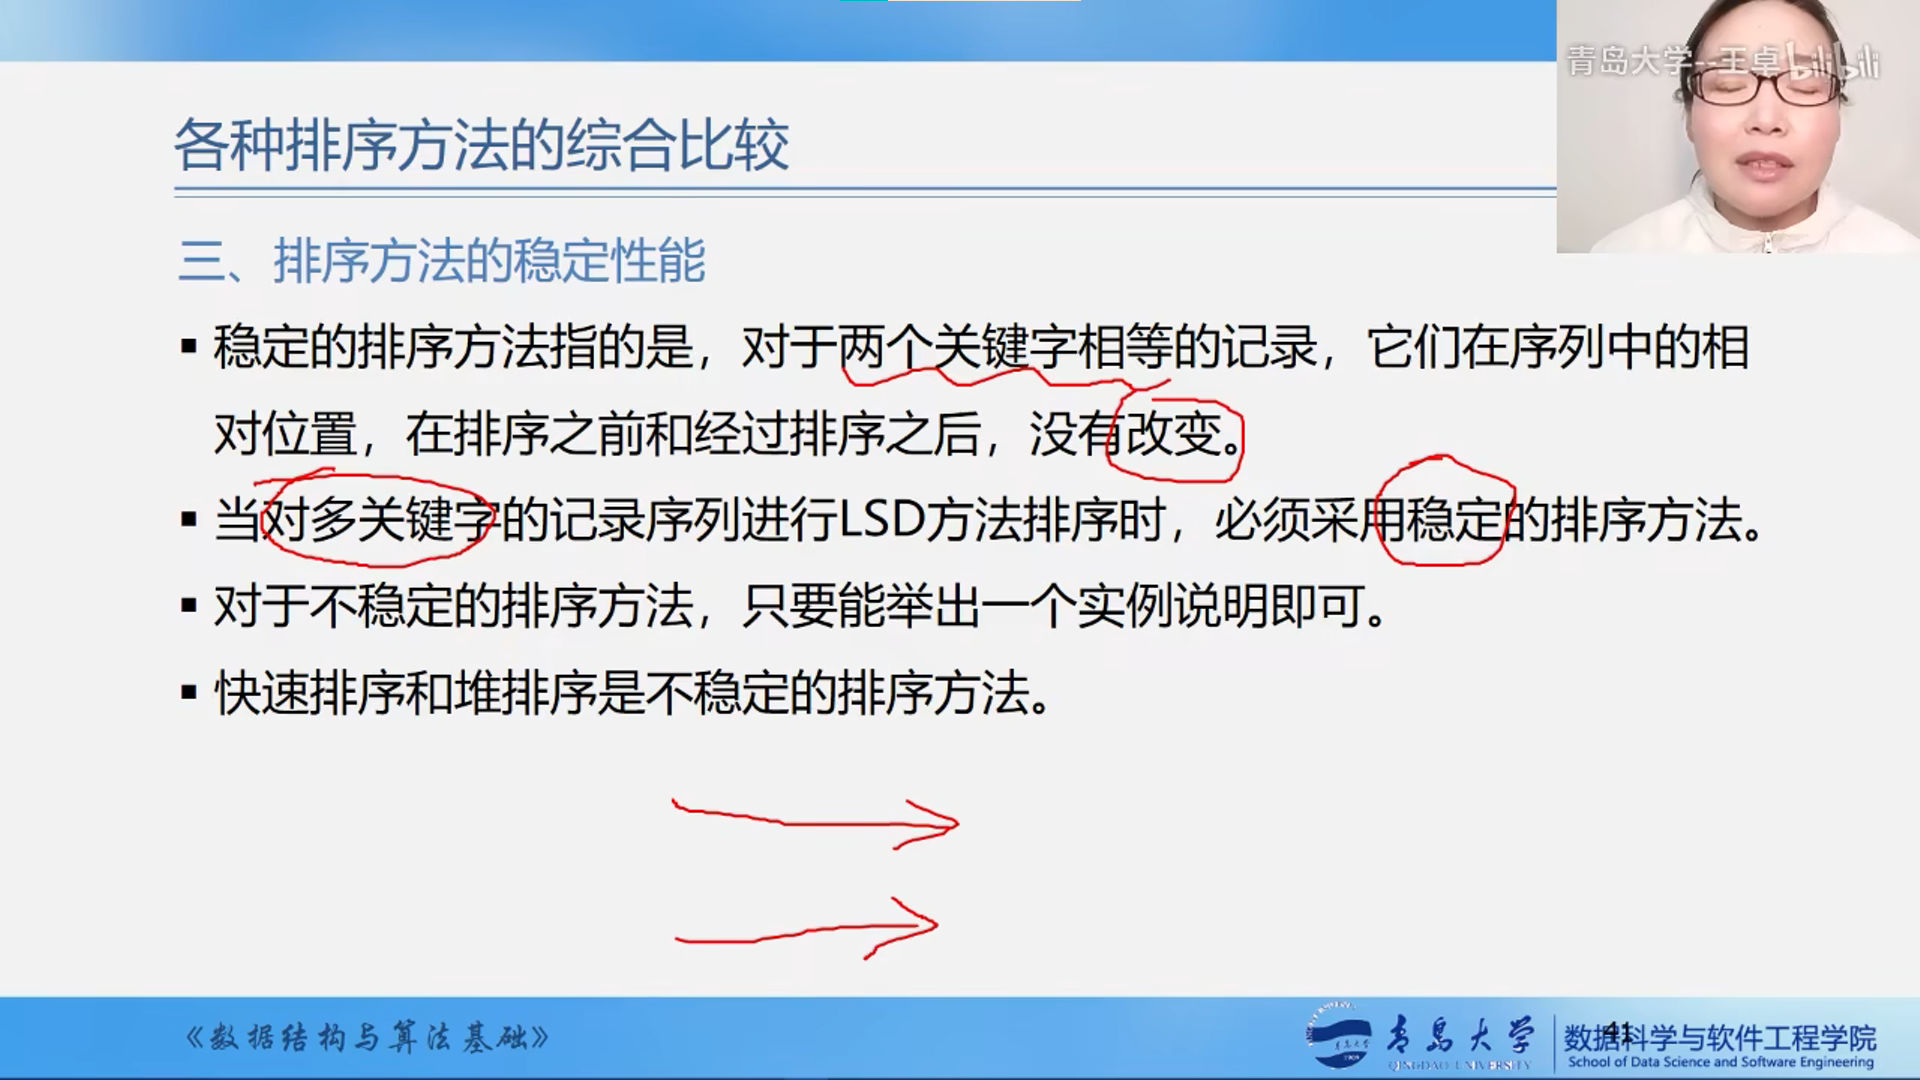 青岛大学--王卓 bilibili
各种排序方法的综合比较
三、排序方法的稳定性能
▪ 稳定的排序方法指的是，对于两个关键字相等的记录，它们在序列中的相
对位置，在排序之前和经过排序之后，没有改变。
▪ 当对多关键字的记录序列进行LSD方法排序时，必须采用稳定的排序方法。
▪ 对于不稳定的排序方法，只要能举出一个实例说明即可。
▪ 快速排序和堆排序是不稳定的排序方法。
《数据结构与算法基础》
青岛大学
QINGDAO UNIVERSITY
数据科学与软件工程学院
School of Data Science and Software Engineering
41